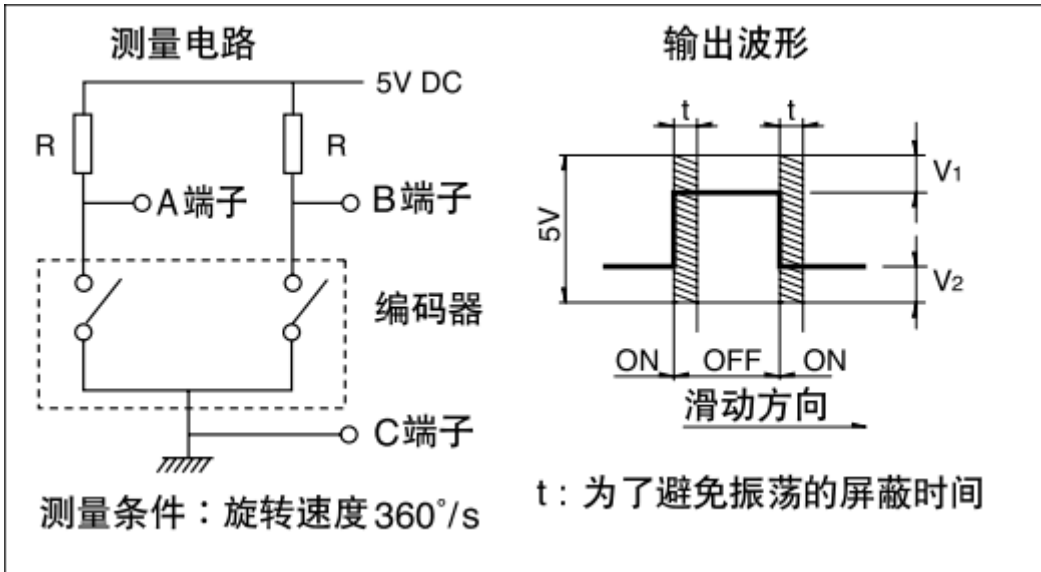 测量电路
5V DC
R
R
A端子
B端子
编码器
C端子
测量条件：旋转速度360°/s
输出波形
t
t
V1
5V
V2
ON
OFF
ON
滑动方向
t：为了避免振荡的屏蔽时间